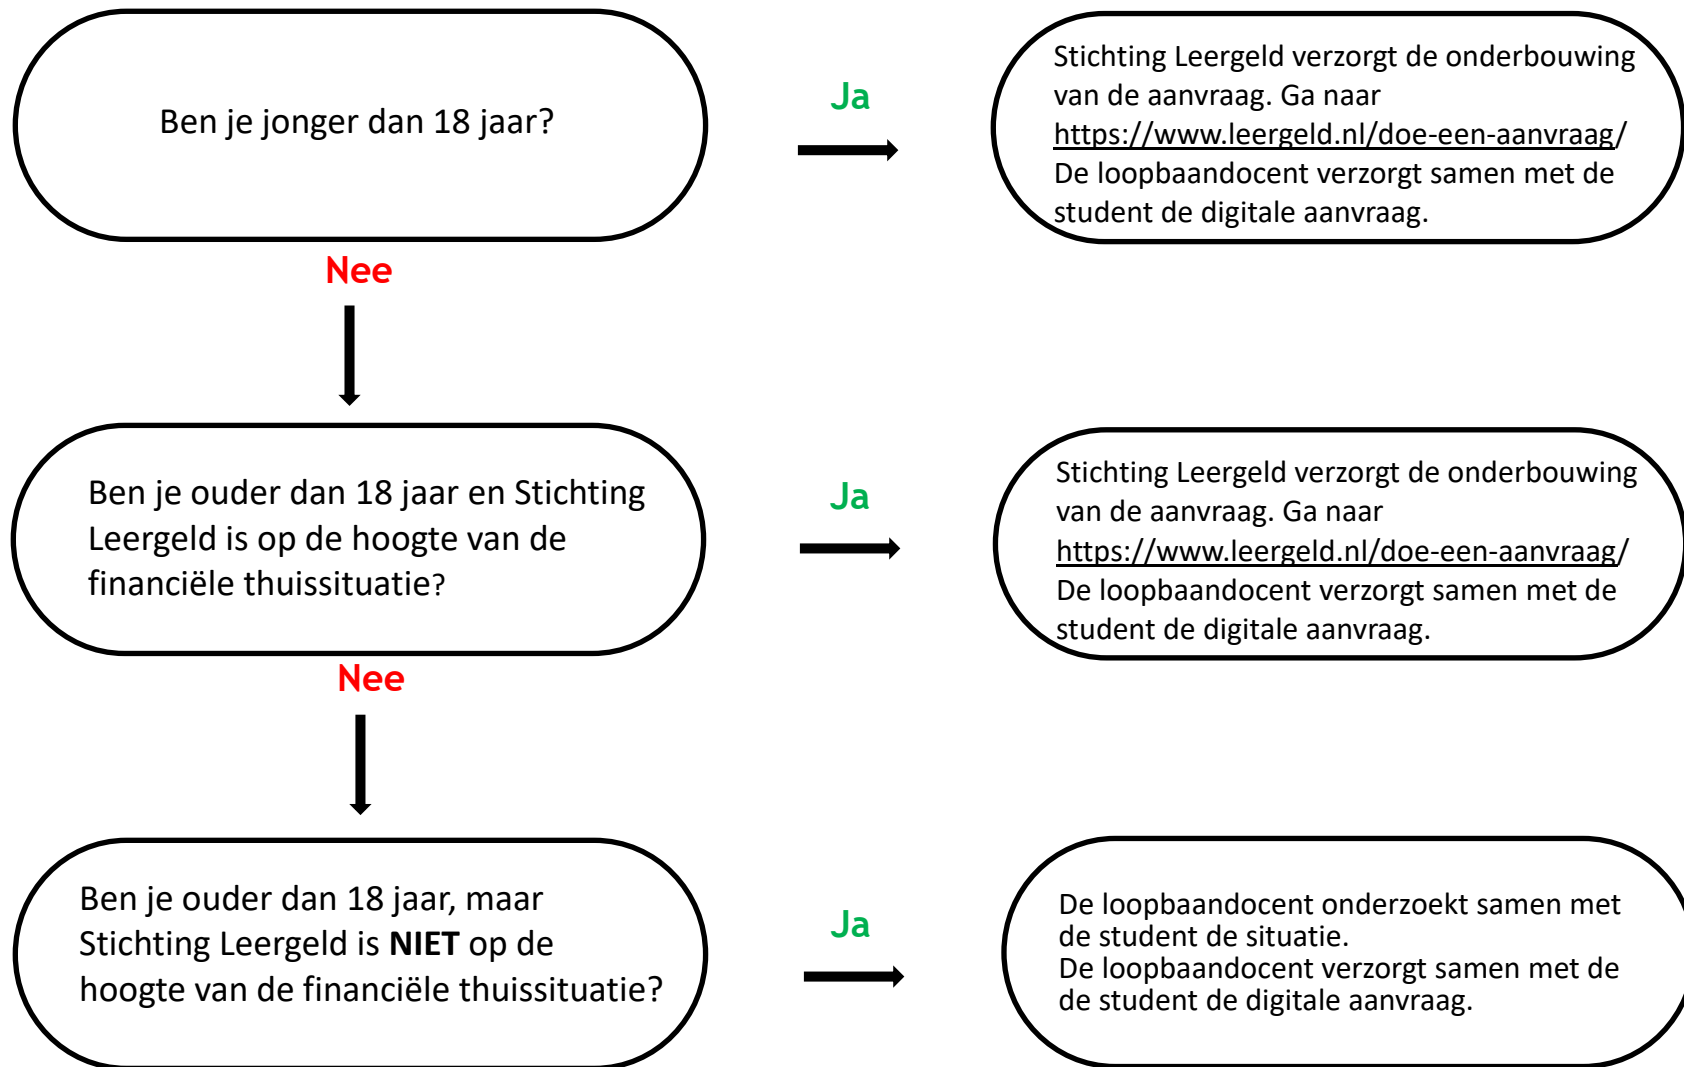 Ben je jonger dan 18 jaar?
Ja
Stichting Leergeld verzorgt de onderbouwing
van de aanvraag. Ga naar
https://www.leergeld.nl/doe-een-aanvraag/
De loopbaandocent verzorgt samen met de
student de digitale aanvraag.
Nee
Ben je ouder dan 18 jaar en Stichting
Leergeld is op de hoogte van de
financiële thuissituatie?
Ja
Stichting Leergeld verzorgt de onderbouwing
van de aanvraag. Ga naar
https://www.leergeld.nl/doe-een-aanvraag/
De loopbaandocent verzorgt samen met de
student de digitale aanvraag.
Nee
Ben je ouder dan 18 jaar, maar
Stichting Leergeld is NIET op de
hoogte van de financiële thuissituatie?
Ja
De loopbaandocent onderzoekt samen met
de student de situatie.
De loopbaandocent verzorgt samen met de
de student de digitale aanvraag.